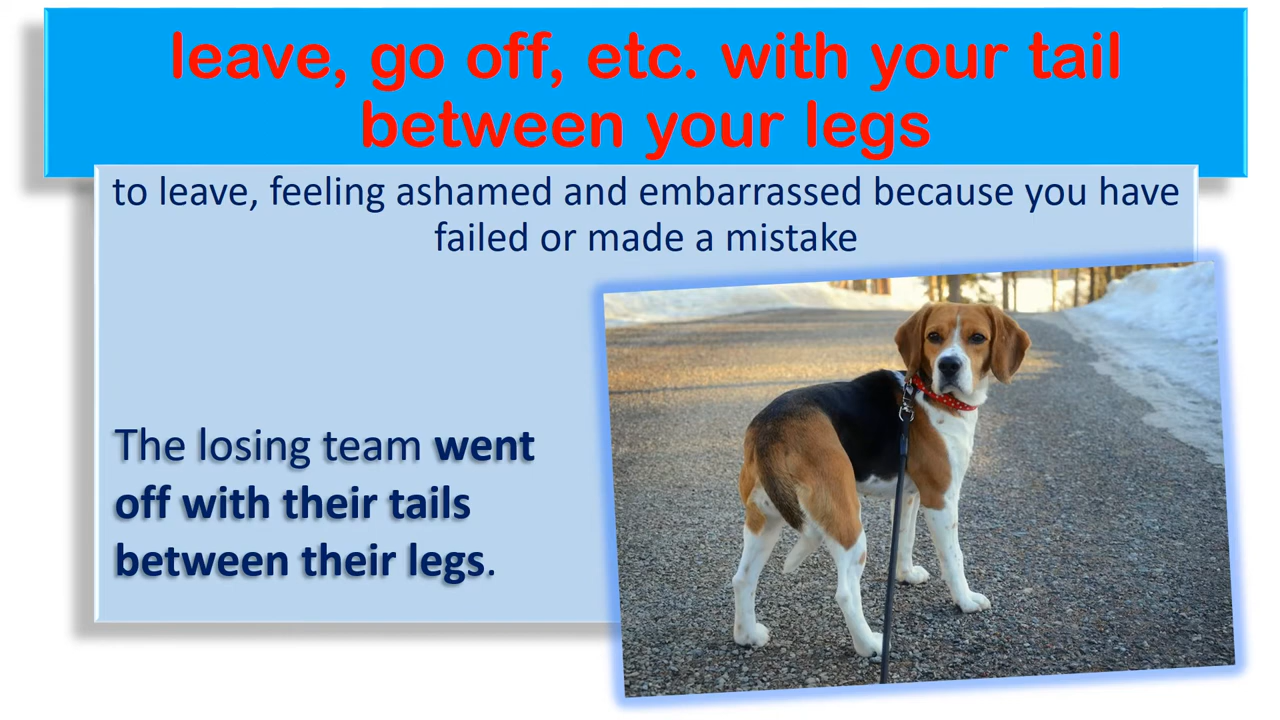 leave, go off, etc. with your tail
between your legs
to leave, feeling ashamed and embarrassed because you have
failed or made a mistake
The losing team went
off with their tails
between their legs.